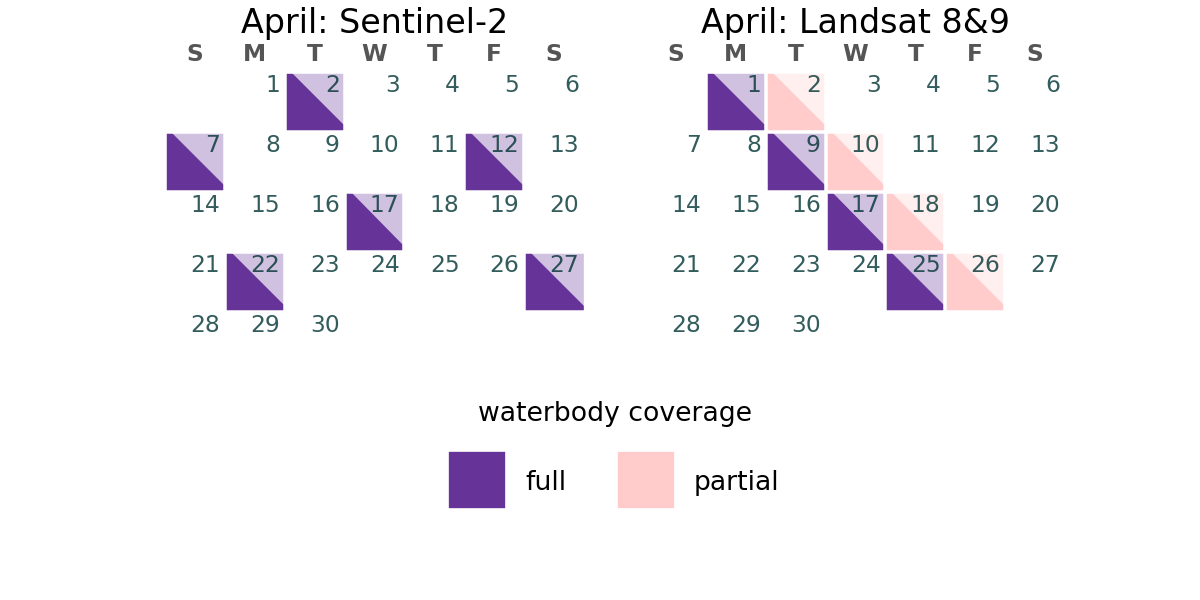 April: Sentinel-2
S M T W T F S
1 2 3 4 5 6
7 8 9 10 11 12 13
14 15 16 17 18 19 20
21 22 23 24 25 26 27
28 29 30
April: Landsat 8&9
S M T W T F S
1 2 3 4 5 6
7 8 9 10 11 12 13
14 15 16 17 18 19 20
21 22 23 24 25 26 27
28 29 30
waterbody coverage
full partial